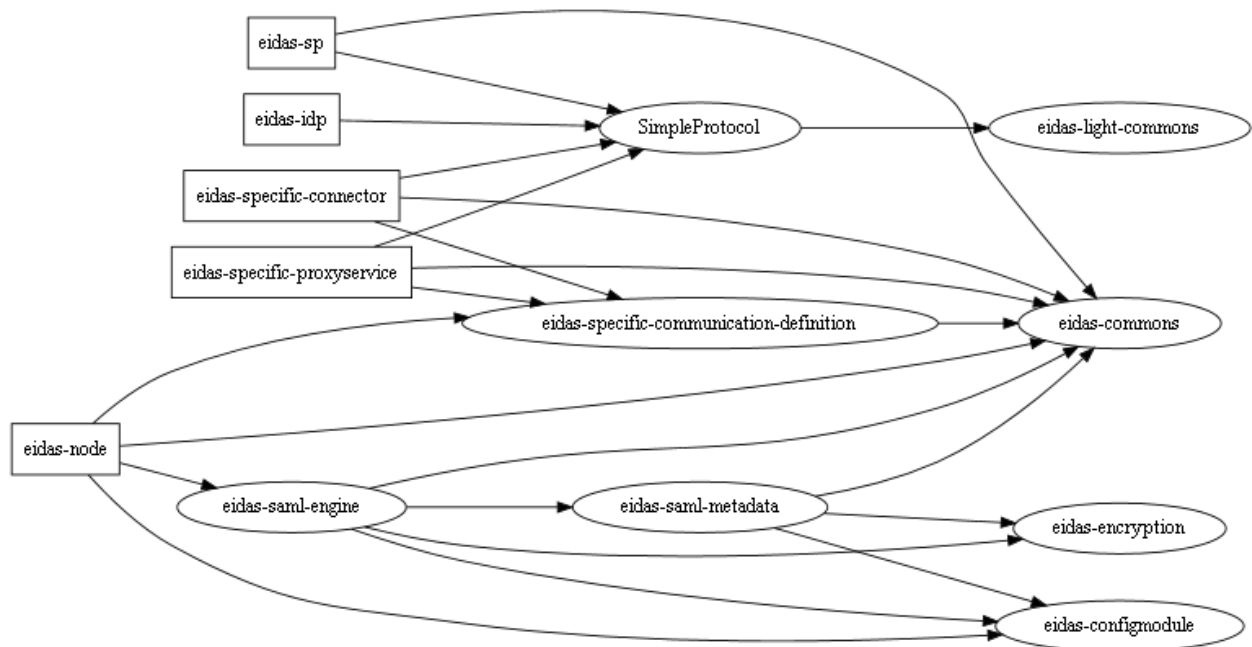 eidas-sp
eidas-idp
SimpleProtocol
eidas-light-commons
eidas-specific-connector
eidas-specific-proxyservice
eidas-specific-communication-definition
eidas-commons
eidas-node
eidas-saml-engine
eidas-saml-metadata
eidas-encryption
eidas-configmodule